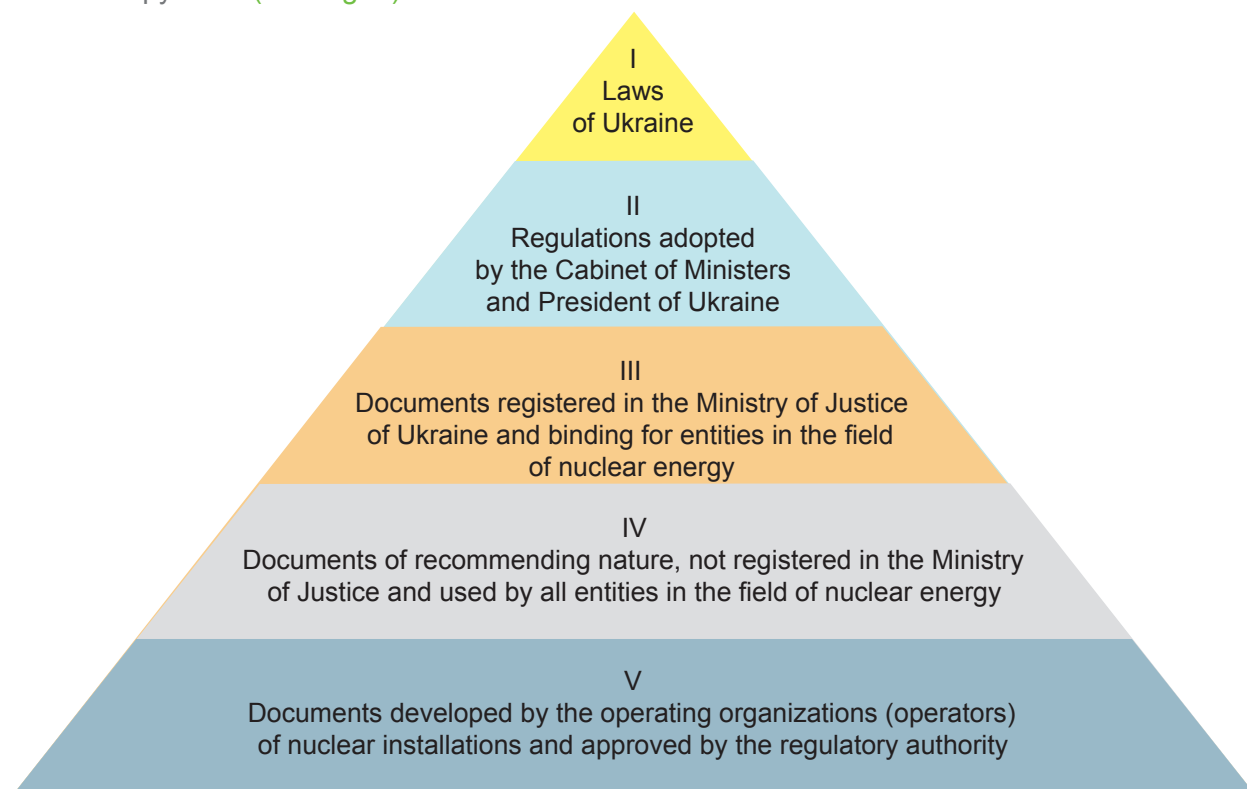 I
Laws
of Ukraine
II
Regulations adopted
by the Cabinet of Ministers
and President of Ukraine
III
Documents registered in the Ministry of Justice
of Ukraine and binding for entities in the field
of nuclear energy
IV
Documents of recommending nature, not registered in the Ministry
of Justice and used by all entities in the field of nuclear energy
V
Documents developed by the operating organizations (operators)
of nuclear installations and approved by the regulatory authority